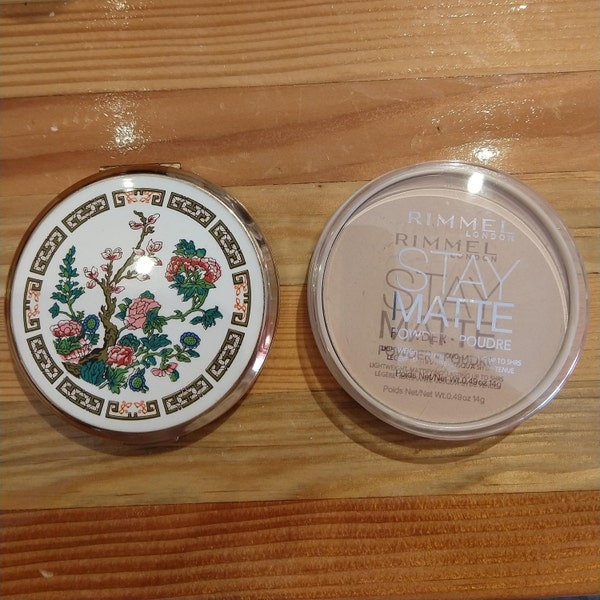 RIMMEL
LONDON
STAY
MATTE
POWDER · POUDRE
Poids Net/Net Wt.0.49 oz 14g